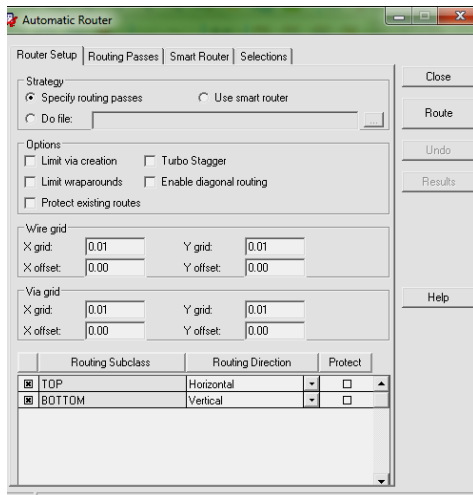 Automatic Router
Router Setup Routing Passes Smart Router Selections
Strategy
Specify routing passes Use smart router
Do file: ...
Close
Route
Undo
Results
Help
Options
Limit via creation Turbo Stagger
Limit wraparounds Enable diagonal routing
Protect existing routes
Wire grid
X grid: 0.01 Y grid: 0.01
X offset: 0.00 Y offset: 0.00
Via grid
X grid: 0.01 Y grid: 0.01
X offset: 0.00 Y offset: 0.00
Routing Subclass Routing Direction Protect
TOP Horizontal
BOTTOM Vertical